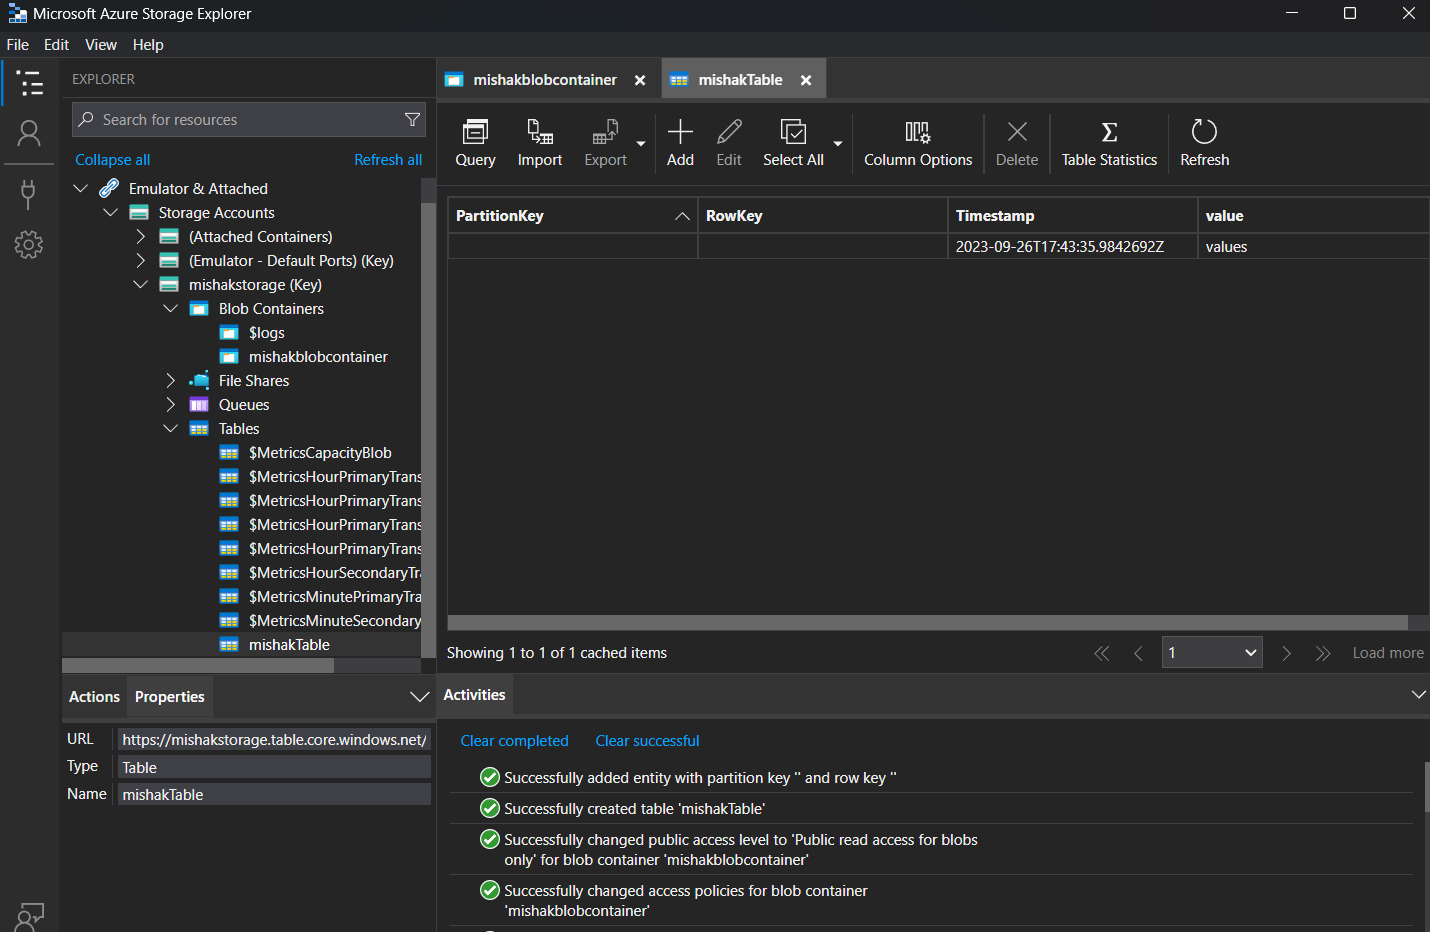 Microsoft Azure Storage Explorer
File Edit View Help
EXPLORER
Search for resources
Collapse all Refresh all
Emulator & Attached
Storage Accounts
(Attached Containers)
(Emulator - Default Ports) (Key)
mishakstorage (Key)
Blob Containers
$logs
mishakblobcontainer
File Shares
Queues
Tables
$MetricsCapacityBlob
$MetricsHourPrimaryTrans
$MetricsHourPrimaryTrans
$MetricsHourPrimaryTrans
$MetricsHourPrimaryTrans
$MetricsHourSecondaryTr
$MetricsMinutePrimaryTra
$MetricsMinuteSecondary
mishakTable
Actions Properties
URL https://mishakstorage.table.core.windows.net/
Type Table
Name mishakTable
mishakblobcontainer mishakTable
Query Import Export Add Edit Select All Column Options Delete Table Statistics Refresh
PartitionKey RowKey Timestamp value
2023-09-26T17:43:35.9842692Z values
Showing 1 to 1 of 1 cached items 1 Load more
Activities
Clear completed Clear successful
Successfully added entity with partition key '' and row key ''
Successfully created table 'mishakTable'
Successfully changed public access level to 'Public read access for blobs
only' for blob container 'mishakblobcontainer'
Successfully changed access policies for blob container
'mishakblobcontainer'